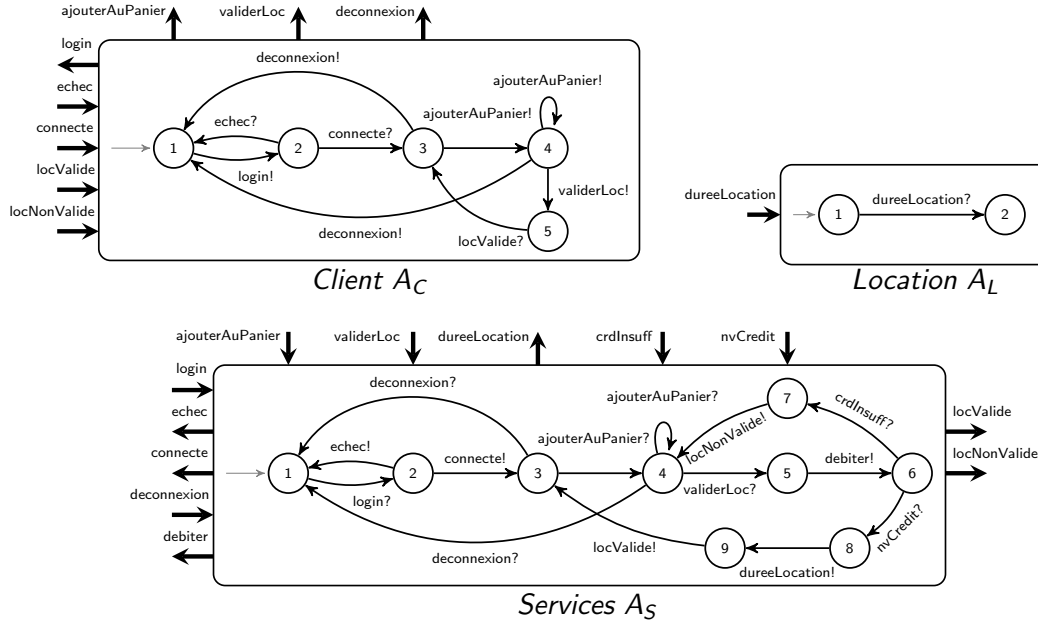 ajouterAuPanier validerLoc deconnexion
login
echec
connecte
locValide
locNonValide
deconnexion!
ajouterAuPanier!
echec?
connecte?
ajouterAuPanier!
1 2 3 4
login!
validerLoc!
deconnexion!
locValide?
5
Client A_C
dureeLocation
dureeLocation?
1 2
Location A_L
ajouterAuPanier validerLoc dureeLocation crdInsuff nvCredit
login
echec
connecte
deconnexion
debiter
locValide
locNonValide
deconnexion?
ajouterAuPanier?
7
crdInsuff?
locNonValide!
echec!
connecte!
ajouterAuPanier?
debiter!
1 2 3 4 5 6
login?
validerLoc?
nvCredit?
deconnexion?
locValide!
9 8
dureeLocation!
Services A_S